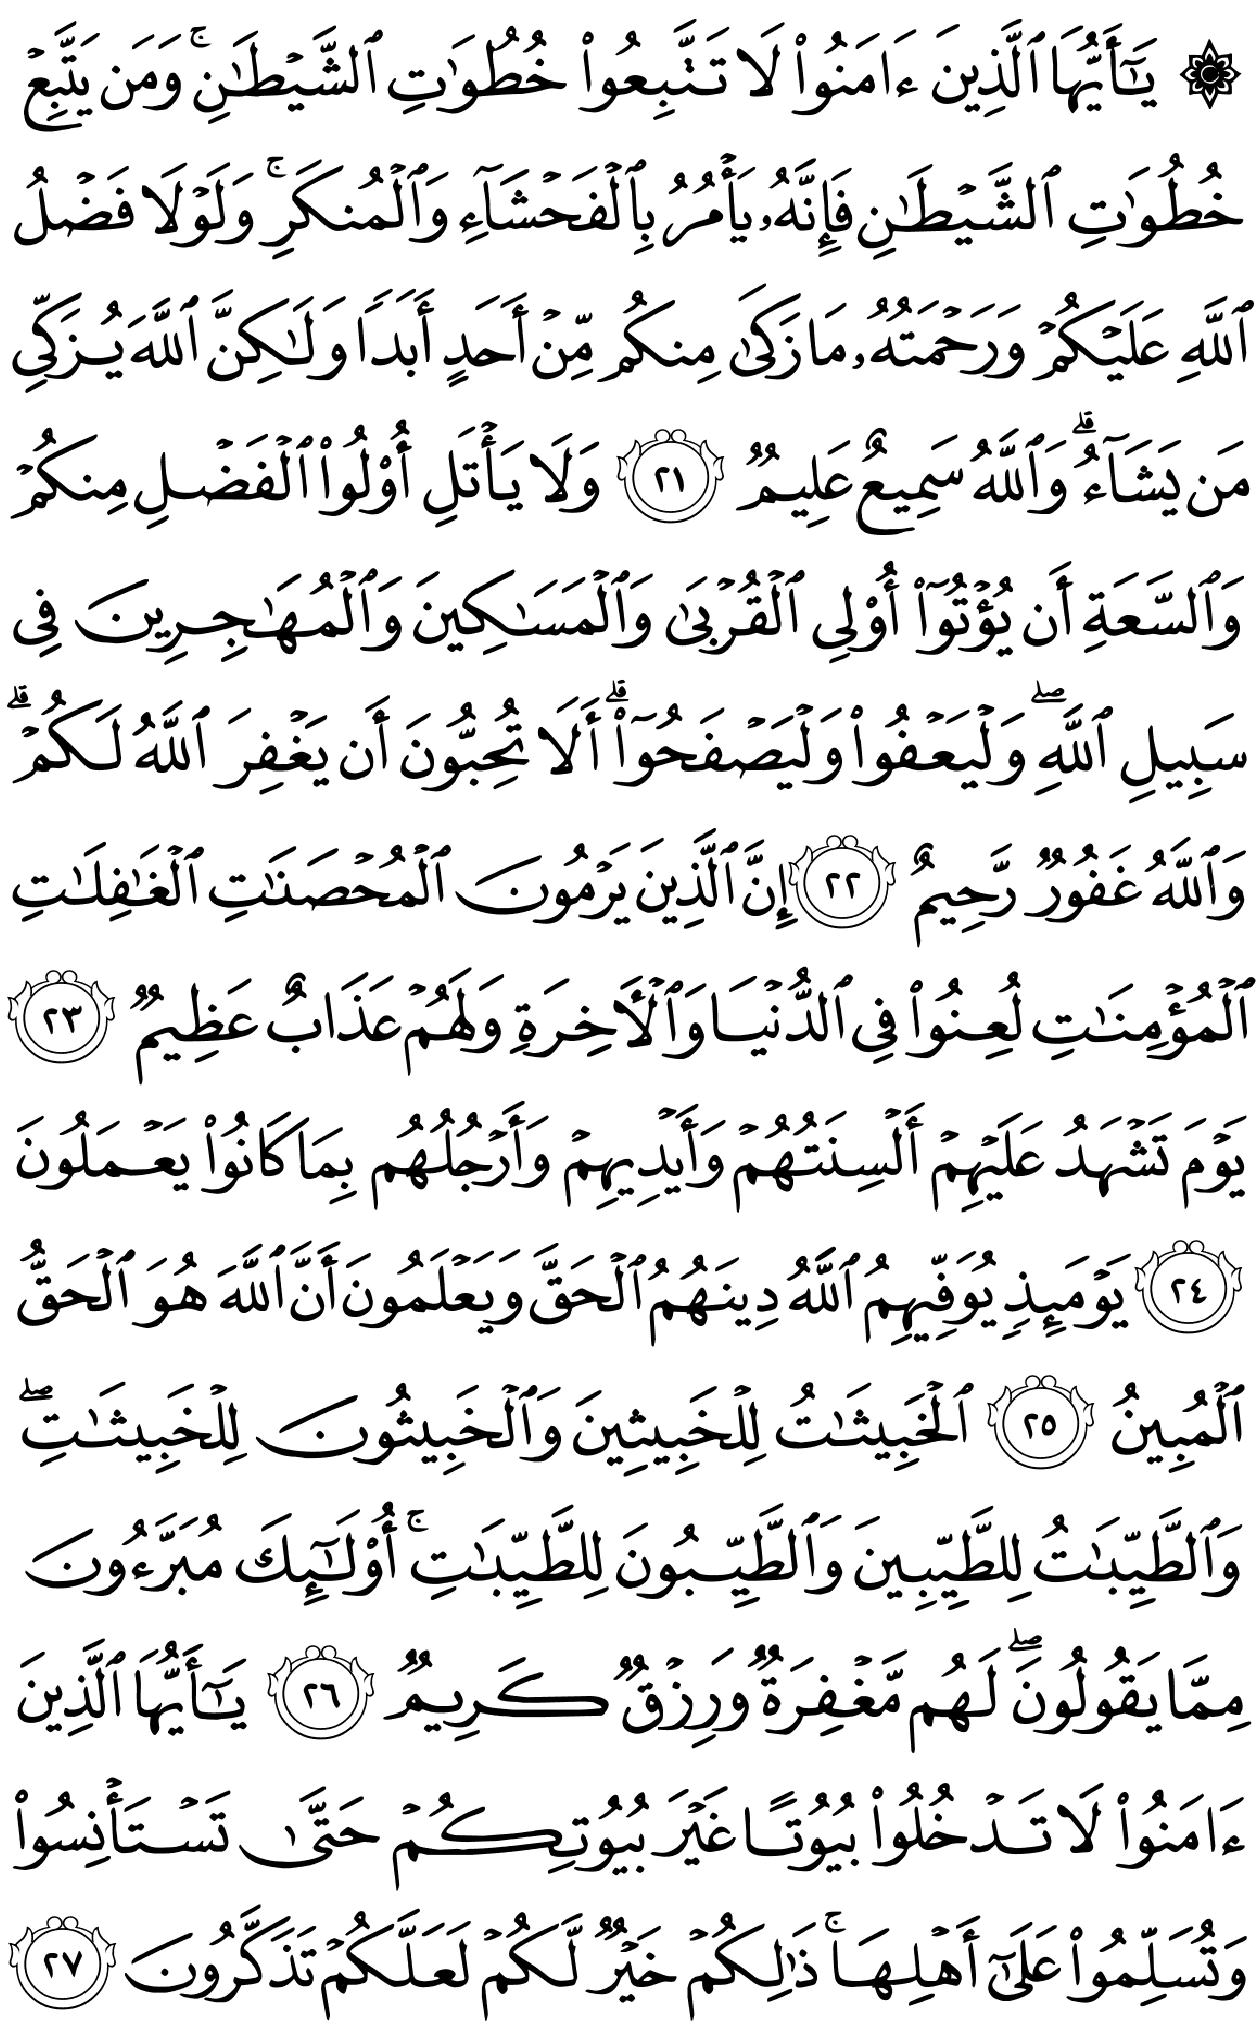 ۞ يَٰٓأَيُّهَا ٱلَّذِينَ ءَامَنُوا۟ لَا تَتَّبِعُوا۟ خُطُوَٰتِ ٱلشَّيْطَٰنِ ۚ وَمَن يَتَّبِعْ
خُطُوَٰتِ ٱلشَّيْطَٰنِ فَإِنَّهُۥ يَأْمُرُ بِٱلْفَحْشَآءِ وَٱلْمُنكَرِ ۚ وَلَوْلَا فَضْلُ
ٱللَّهِ عَلَيْكُمْ وَرَحْمَتُهُۥ مَا زَكَىٰ مِنكُم مِّنْ أَحَدٍ أَبَدًا وَلَٰكِنَّ ٱللَّهَ يُزَكِّى
مَن يَشَآءُ ۗ وَٱللَّهُ سَمِيعٌ عَلِيمٌ ٢١ وَلَا يَأْتَلِ أُو۟لُوا۟ ٱلْفَضْلِ مِنكُمْ
وَٱلسَّعَةِ أَن يُؤْتُوٓا۟ أُو۟لِى ٱلْقُرْبَىٰ وَٱلْمَسَٰكِينَ وَٱلْمُهَٰجِرِينَ فِى
سَبِيلِ ٱللَّهِ ۖ وَلْيَعْفُوا۟ وَلْيَصْفَحُوٓا۟ ۗ أَلَا تُحِبُّونَ أَن يَغْفِرَ ٱللَّهُ لَكُمْ ۗ
وَٱللَّهُ غَفُورٌ رَّحِيمٌ ٢٢ إِنَّ ٱلَّذِينَ يَرْمُونَ ٱلْمُحْصَنَٰتِ ٱلْغَٰفِلَٰتِ
ٱلْمُؤْمِنَٰتِ لُعِنُوا۟ فِى ٱلدُّنْيَا وَٱلْءَاخِرَةِ وَلَهُمْ عَذَابٌ عَظِيمٌ ٢٣
يَوْمَ تَشْهَدُ عَلَيْهِمْ أَلْسِنَتُهُمْ وَأَيْدِيهِمْ وَأَرْجُلُهُم بِمَا كَانُوا۟ يَعْمَلُونَ
٢٤ يَوْمَئِذٍ يُوَفِّيهِمُ ٱللَّهُ دِينَهُمُ ٱلْحَقَّ وَيَعْلَمُونَ أَنَّ ٱللَّهَ هُوَ ٱلْحَقُّ
ٱلْمُبِينُ ٢٥ ٱلْخَبِيثَٰتُ لِلْخَبِيثِينَ وَٱلْخَبِيثُونَ لِلْخَبِيثَٰتِ ۖ
وَٱلطَّيِّبَٰتُ لِلطَّيِّبِينَ وَٱلطَّيِّبُونَ لِلطَّيِّبَٰتِ ۚ أُو۟لَٰٓئِكَ مُبَرَّءُونَ
مِمَّا يَقُولُونَ ۖ لَهُم مَّغْفِرَةٌ وَرِزْقٌ كَرِيمٌ ٢٦ يَٰٓأَيُّهَا ٱلَّذِينَ
ءَامَنُوا۟ لَا تَدْخُلُوا۟ بُيُوتًا غَيْرَ بُيُوتِكُمْ حَتَّىٰ تَسْتَأْنِسُوا۟
وَتُسَلِّمُوا۟ عَلَىٰٓ أَهْلِهَا ۚ ذَٰلِكُمْ خَيْرٌ لَّكُمْ لَعَلَّكُمْ تَذَكَّرُونَ ٢٧